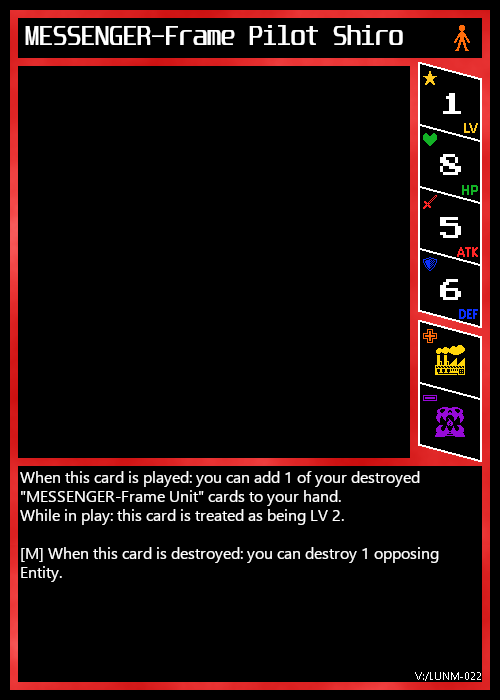 MESSENGER-Frame Pilot Shiro
1
LV
8
HP
5
ATK
6
DEF
When this card is played: you can add 1 of your destroyed
"MESSENGER-Frame Unit" cards to your hand.
While in play: this card is treated as being LV 2.
[M] When this card is destroyed: you can destroy 1 opposing
Entity.
V:/LUNM-022